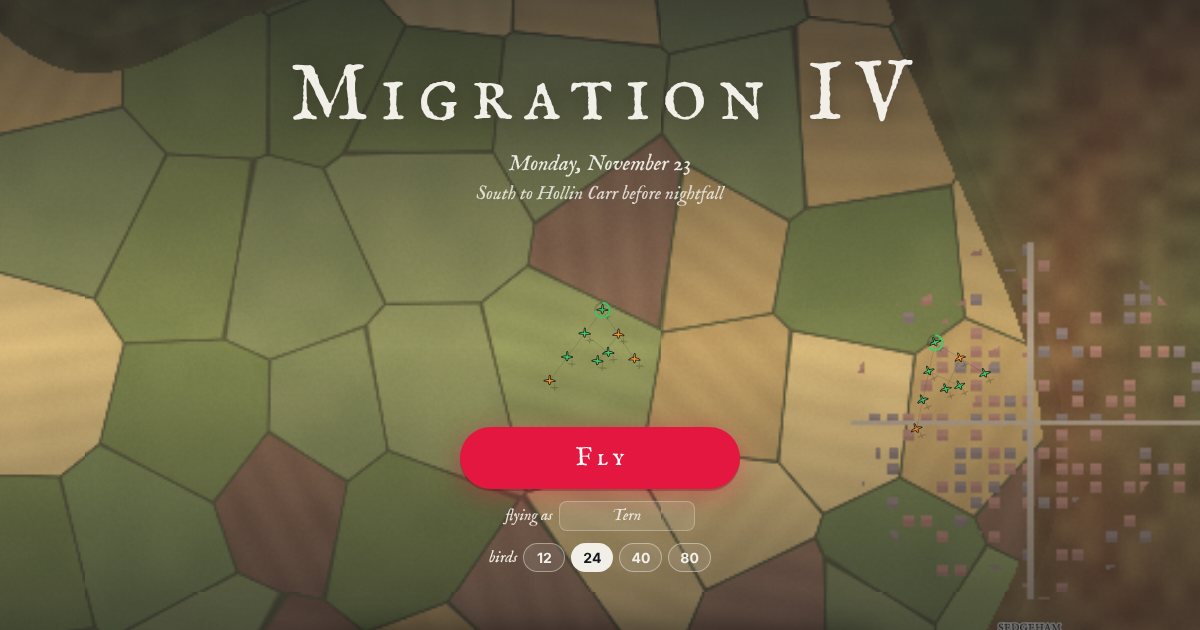 Migration IV
Monday, November 23
South to Hollin Carr before nightfall
Fly
flying as Tern
birds 12 24 40 80
SEDGEHAM